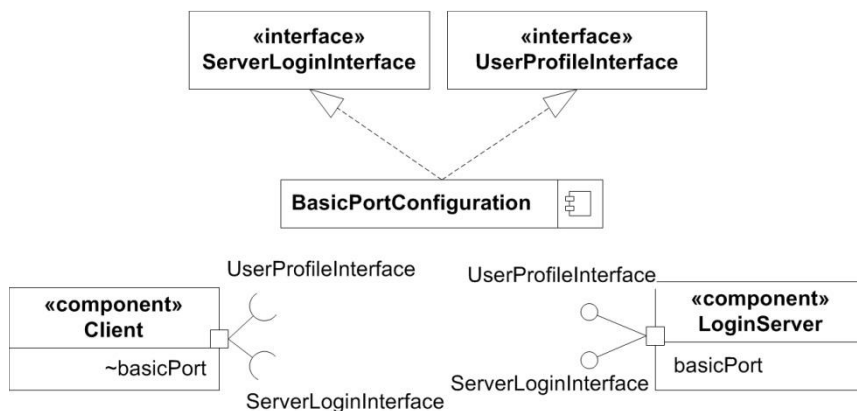 «interface»
ServerLoginInterface
«interface»
UserProfileInterface
BasicPortConfiguration
UserProfileInterface
«component»
Client
~basicPort
ServerLoginInterface
UserProfileInterface
«component»
LoginServer
basicPort
ServerLoginInterface